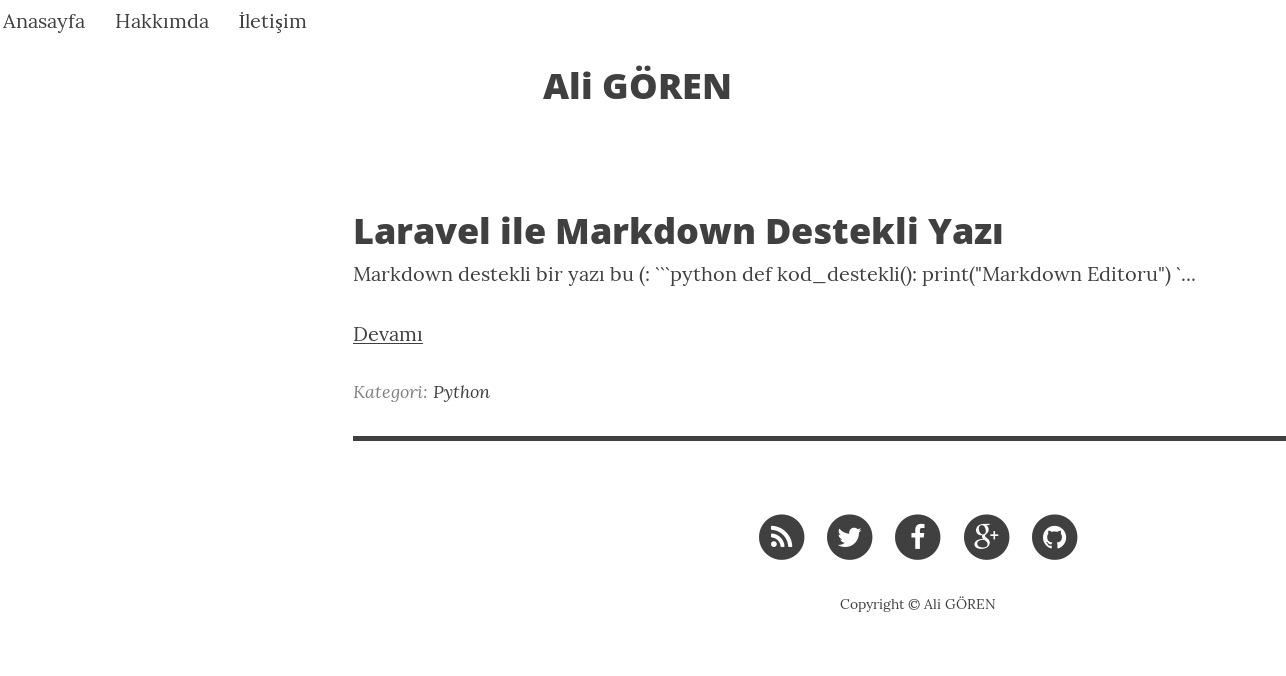 Anasayfa Hakkımda İletişim
Ali GÖREN
Laravel ile Markdown Destekli Yazı
Markdown destekli bir yazı bu (: ```python def kod_destekli(): print("Markdown Editoru") `...
Devamı
Kategori: Python
Copyright © Ali GÖREN